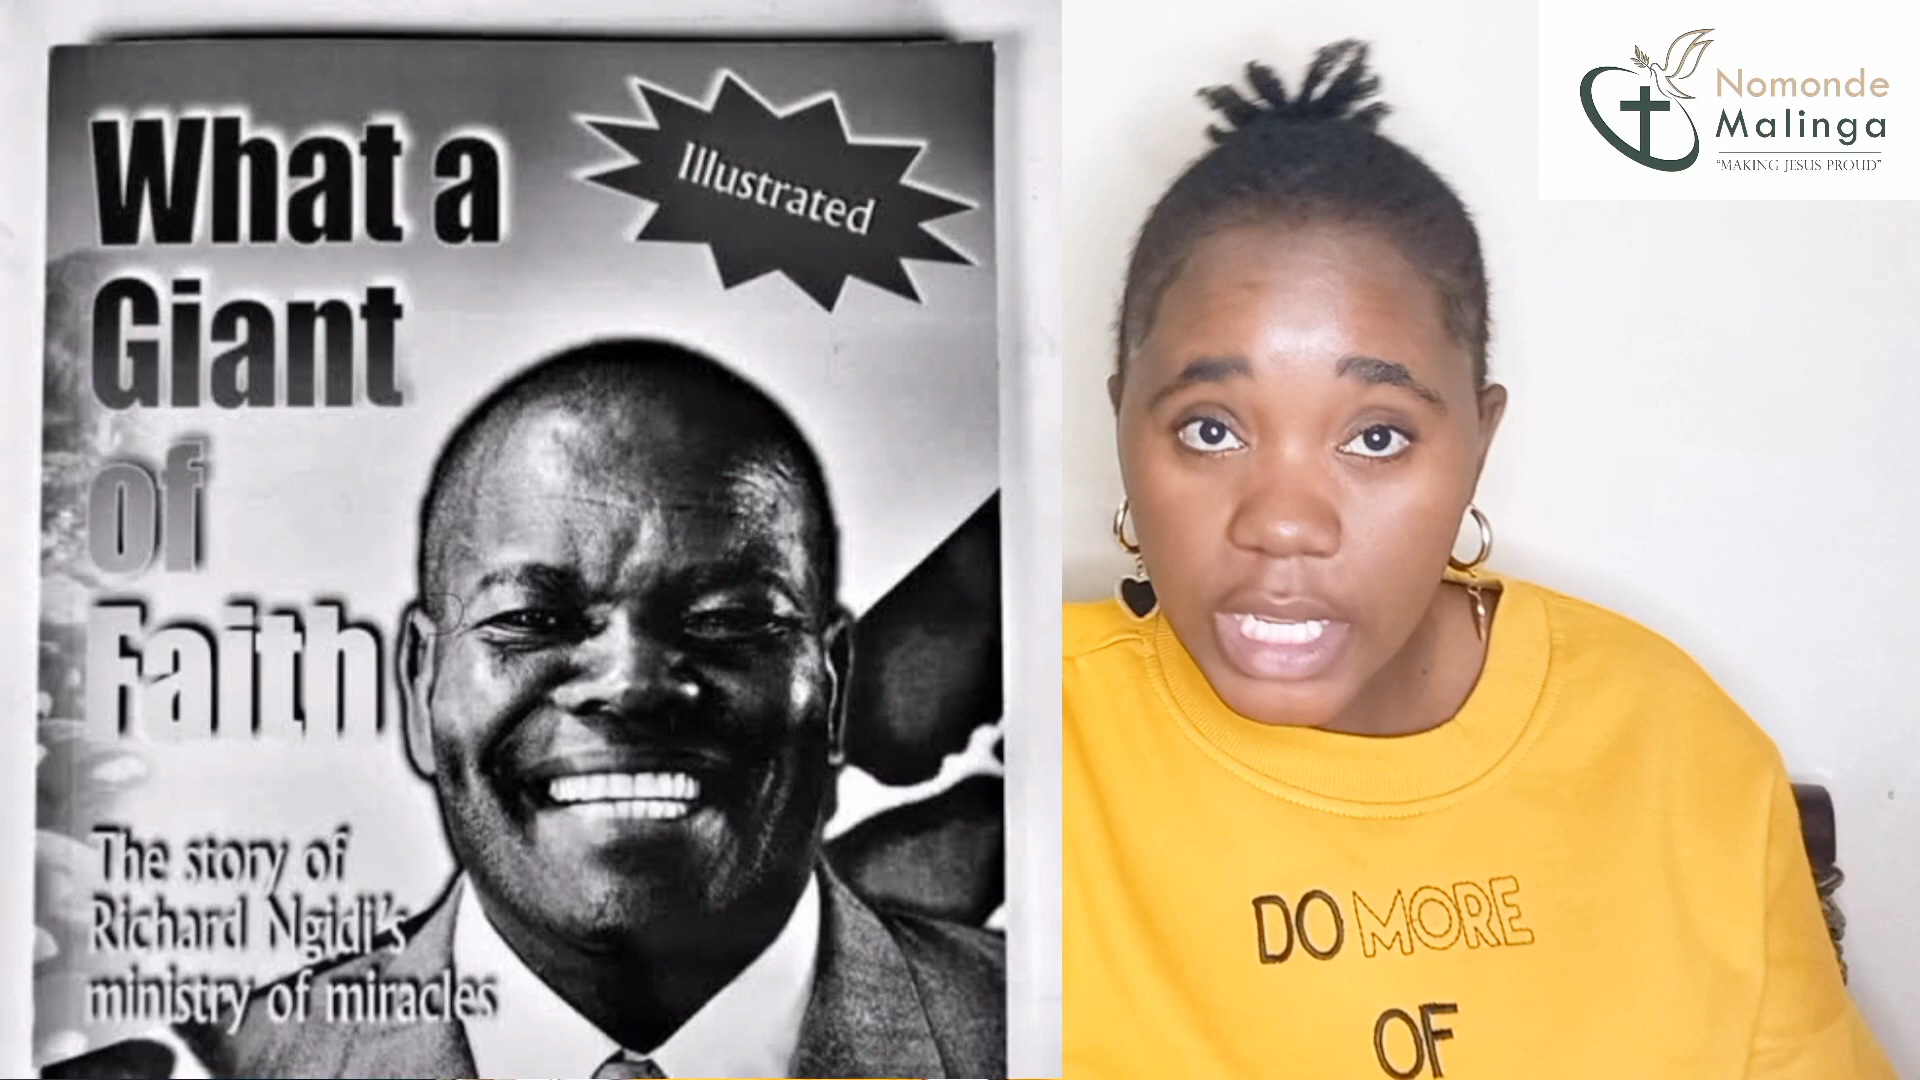 What a
Giant
of
Faith
Illustrated
The story of
Richard Ngidi's
ministry of miracles
Nomonde
Malinga
"MAKING JESUS PROUD"
DO MORE
OF